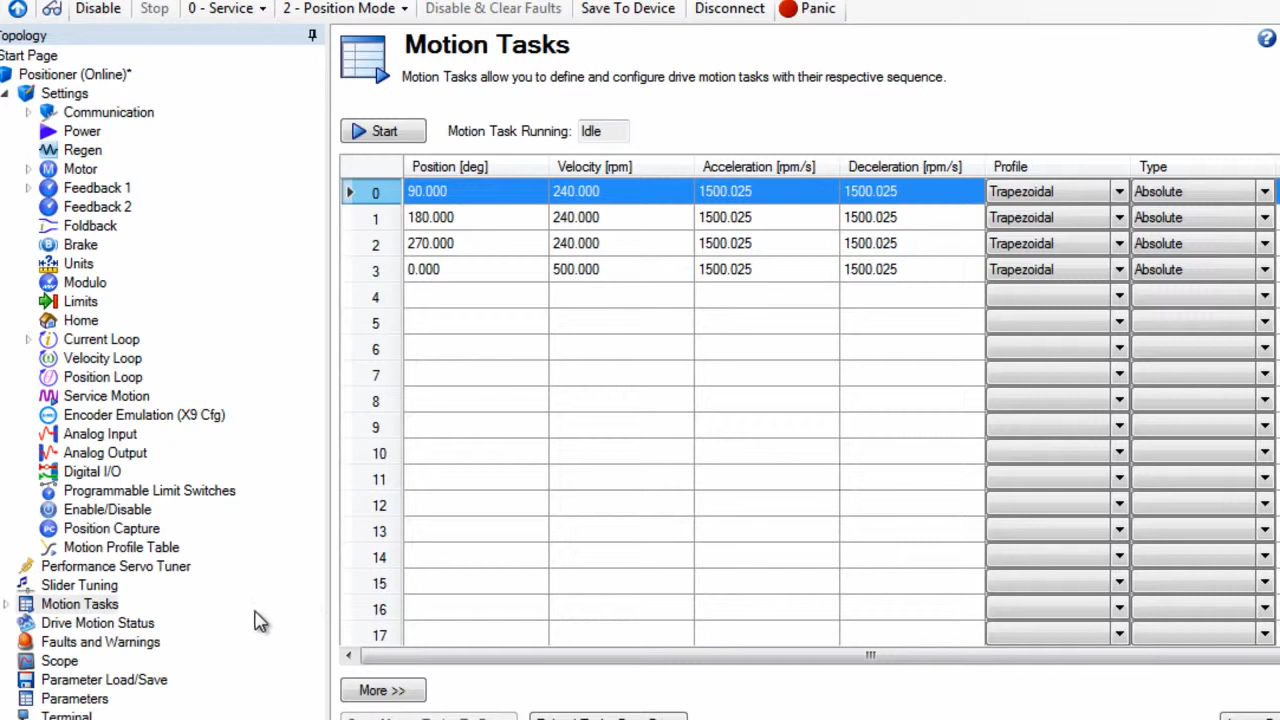 Disable Stop 0 - Service 2 - Position Mode Disable & Clear Faults Save To Device Disconnect Panic
Topology
Start Page
Positioner (Online)*
Settings
Communication
Power
Regen
Motor
Feedback 1
Feedback 2
Foldback
Brake
Units
Modulo
Limits
Home
Current Loop
Velocity Loop
Position Loop
Service Motion
Encoder Emulation (X9 Cfg)
Analog Input
Analog Output
Digital I/O
Programmable Limit Switches
Enable/Disable
Position Capture
Motion Profile Table
Performance Servo Tuner
Slider Tuning
Motion Tasks
Drive Motion Status
Faults and Warnings
Scope
Parameter Load/Save
Parameters
Terminal
Motion Tasks
Motion Tasks allow you to define and configure drive motion tasks with their respective sequence.
Start Motion Task Running: Idle
Position [deg] Velocity [rpm] Acceleration [rpm/s] Deceleration [rpm/s] Profile Type
0 90.000 240.000 1500.025 1500.025 Trapezoidal Absolute
1 180.000 240.000 1500.025 1500.025 Trapezoidal Absolute
2 270.000 240.000 1500.025 1500.025 Trapezoidal Absolute
3 0.000 500.000 1500.025 1500.025 Trapezoidal Absolute
4
5
6
7
8
9
10
11
12
13
14
15
16
17
More >>